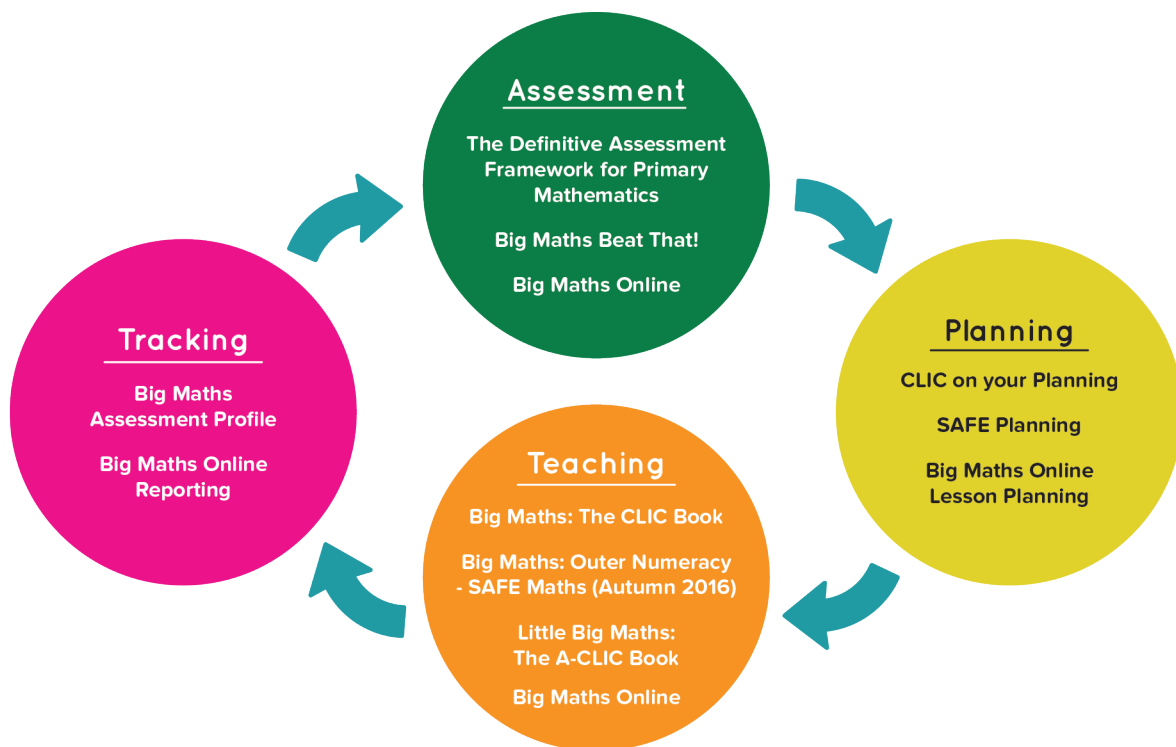 Assessment
The Definitive Assessment
Framework for Primary
Mathematics
Big Maths Beat That!
Big Maths Online
Planning
CLIC on your Planning
SAFE Planning
Big Maths Online
Lesson Planning
Teaching
Big Maths: The CLIC Book
Big Maths: Outer Numeracy
- SAFE Maths (Autumn 2016)
Little Big Maths:
The A-CLIC Book
Big Maths Online
Tracking
Big Maths
Assessment Profile
Big Maths Online
Reporting